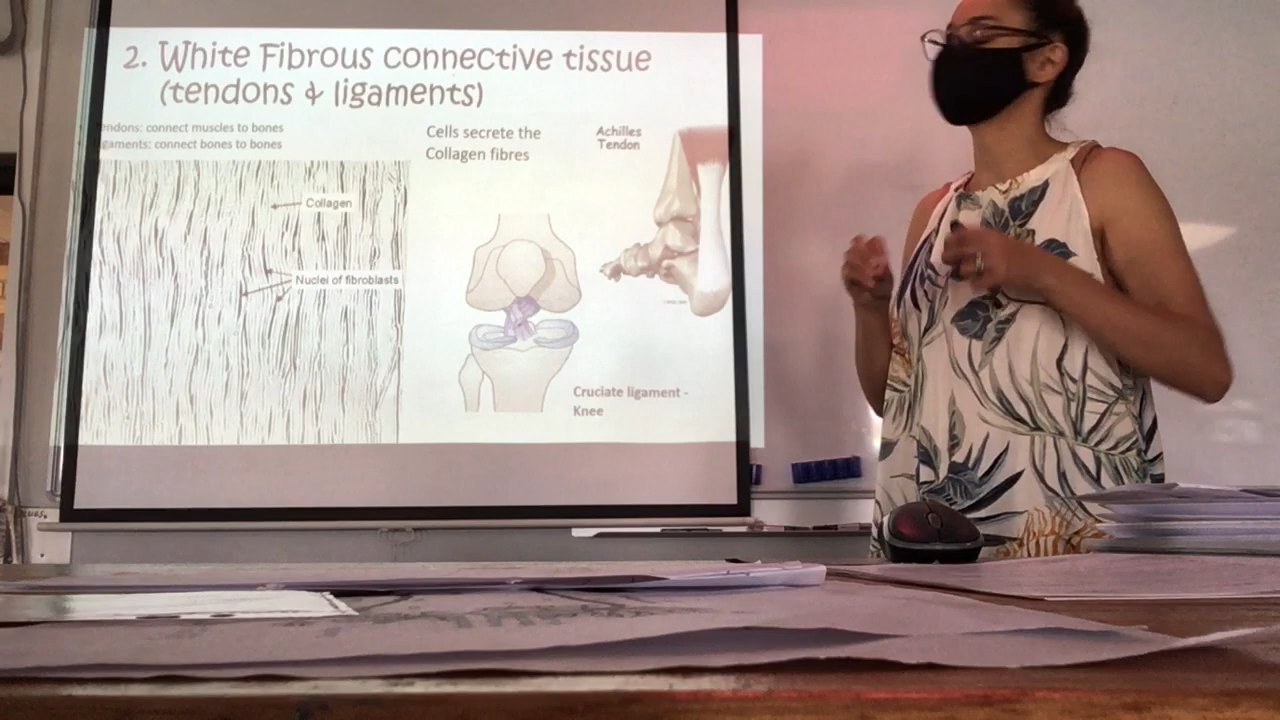 2. White Fibrous connective tissue
(tendons & ligaments)
endons: connect muscles to bones
gaments: connect bones to bones
Cells secrete the
Collagen fibres
Achilles
Tendon
Collagen
Nuclei of fibroblasts
Cruciate ligament -
Knee